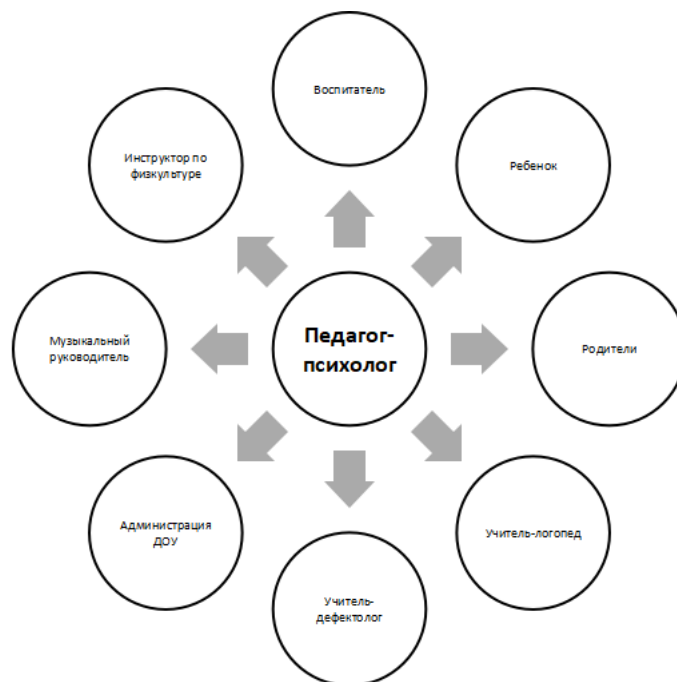 Воспитатель
Инструктор по
физкультуре
Ребенок
Музыкальный
руководитель
Педагог-
психолог
Родители
Администрация
ДОУ
Учитель-логопед
Учитель-
дефектолог